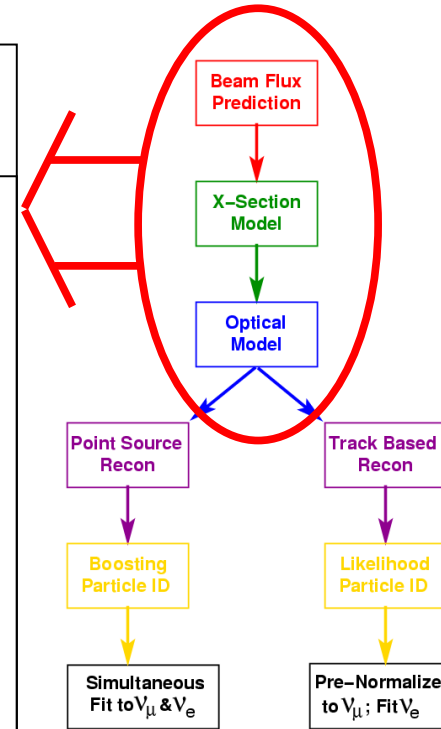 Beam Flux
Prediction
X−Section
Model
Optical
Model
Point Source
Recon
Track Based
Recon
Boosting
Particle ID
Likelihood
Particle ID
Simultaneous
Fit to νμ & νe
Pre−Normalize
to νμ ; Fit νe